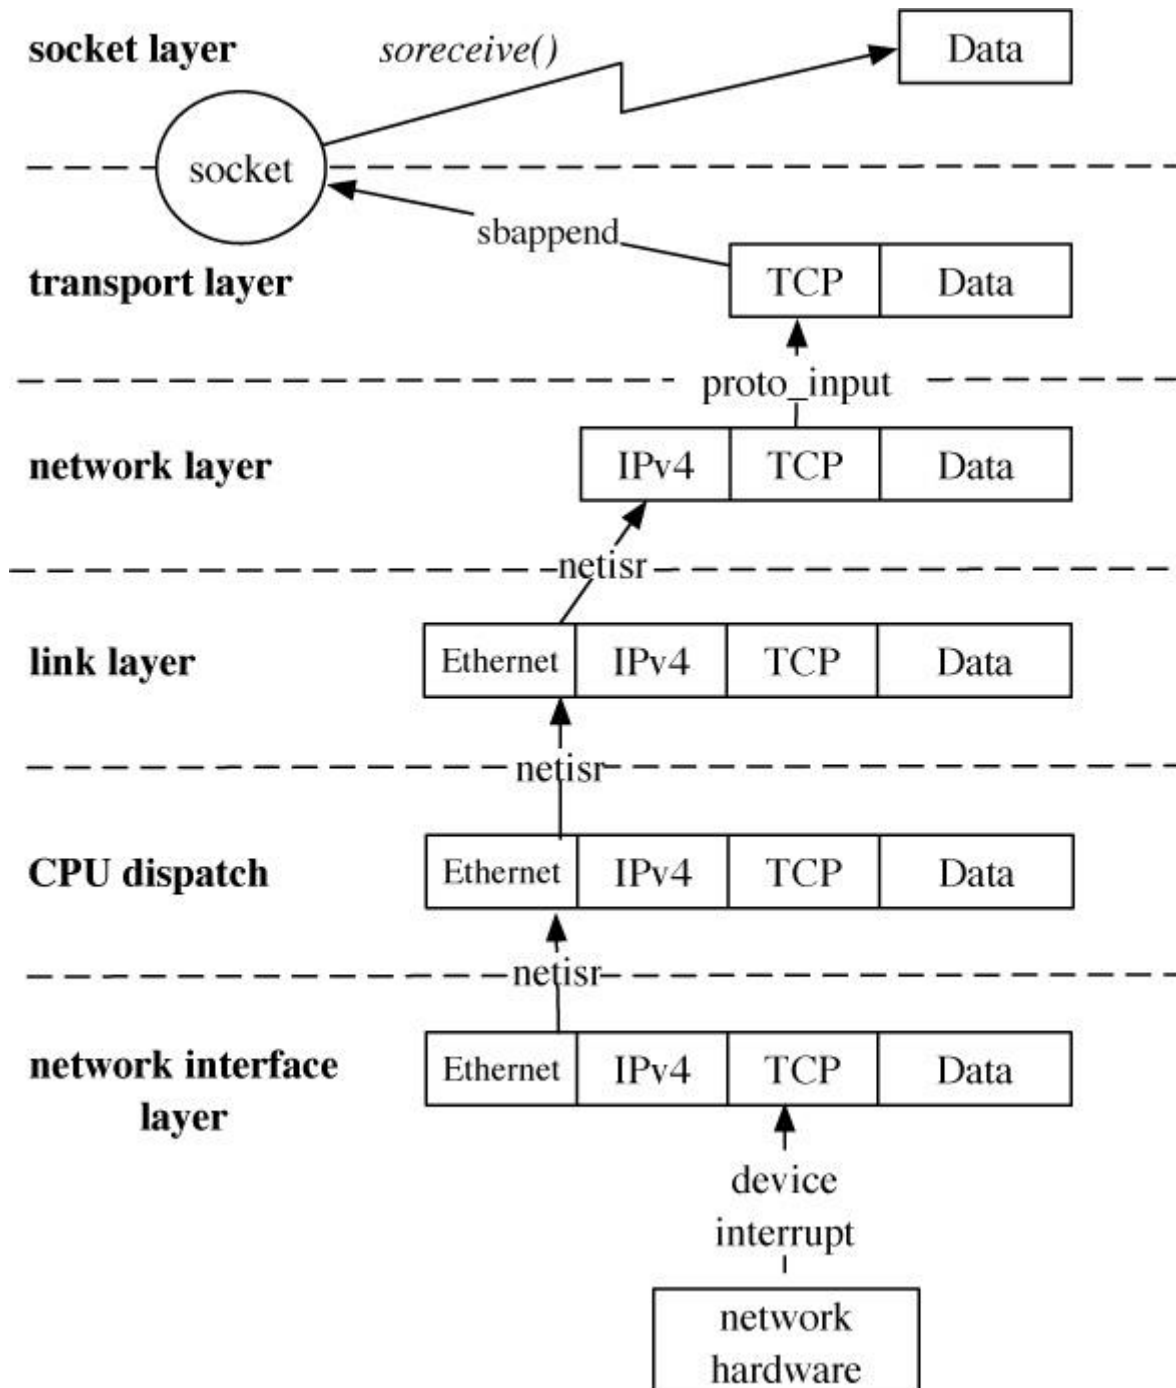 socket layer
soreceive()
Data
socket
sbappend
transport layer
TCP
Data
proto_input
network layer
IPv4
TCP
Data
netisr
link layer
Ethernet
IPv4
TCP
Data
netisr
CPU dispatch
Ethernet
IPv4
TCP
Data
netisr
network interface
layer
Ethernet
IPv4
TCP
Data
device
interrupt
network
hardware